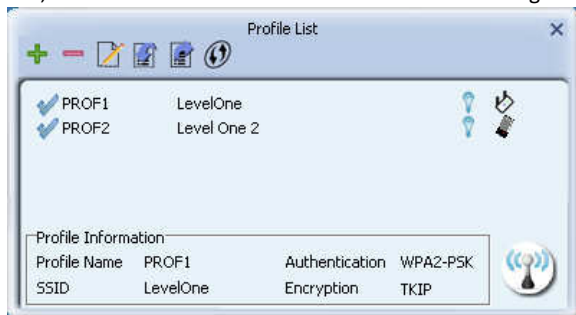 Profile List
PROF1 LevelOne
PROF2 Level One 2
Profile Information
Profile Name PROF1 Authentication WPA2-PSK
SSID LevelOne Encryption TKIP